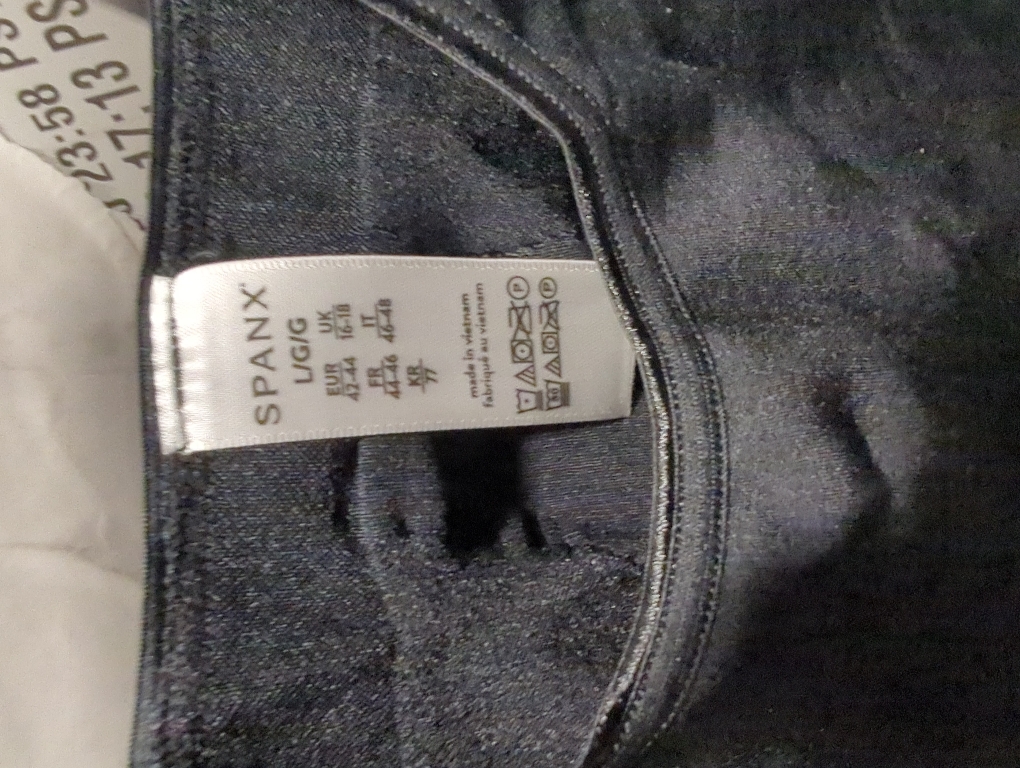 SPANX
L/G/G
EUR UK
42-44 16-18
FR IT
44-46 46-48
KR
77
made in vietnam
fabriqué au vietnam
P
P
23:58 PS
17:13 PS